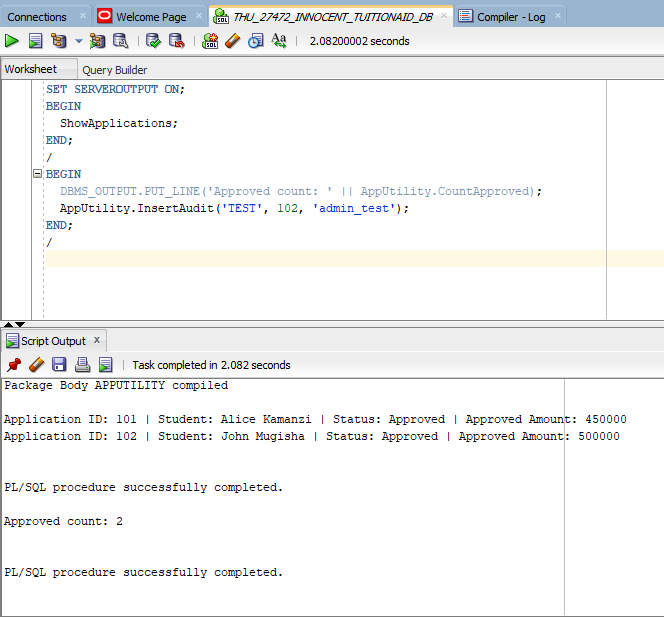 Connections
Welcome Page
THU_27472_INNOCENT_TUITIONAID_DB
Compiler - Log
SQL
2.08200002 seconds
Worksheet
Query Builder
SET SERVEROUTPUT ON;
BEGIN
ShowApplications;
END;
/
BEGIN
DBMS_OUTPUT.PUT_LINE('Approved count: ' || AppUtility.CountApproved);
AppUtility.InsertAudit('TEST', 102, 'admin_test');
END;
/
Script Output
Task completed in 2.082 seconds
Package Body APPUTILITY compiled
Application ID: 101 | Student: Alice Kamanzi | Status: Approved | Approved Amount: 450000
Application ID: 102 | Student: John Mugisha | Status: Approved | Approved Amount: 500000
PL/SQL procedure successfully completed.
Approved count: 2
PL/SQL procedure successfully completed.